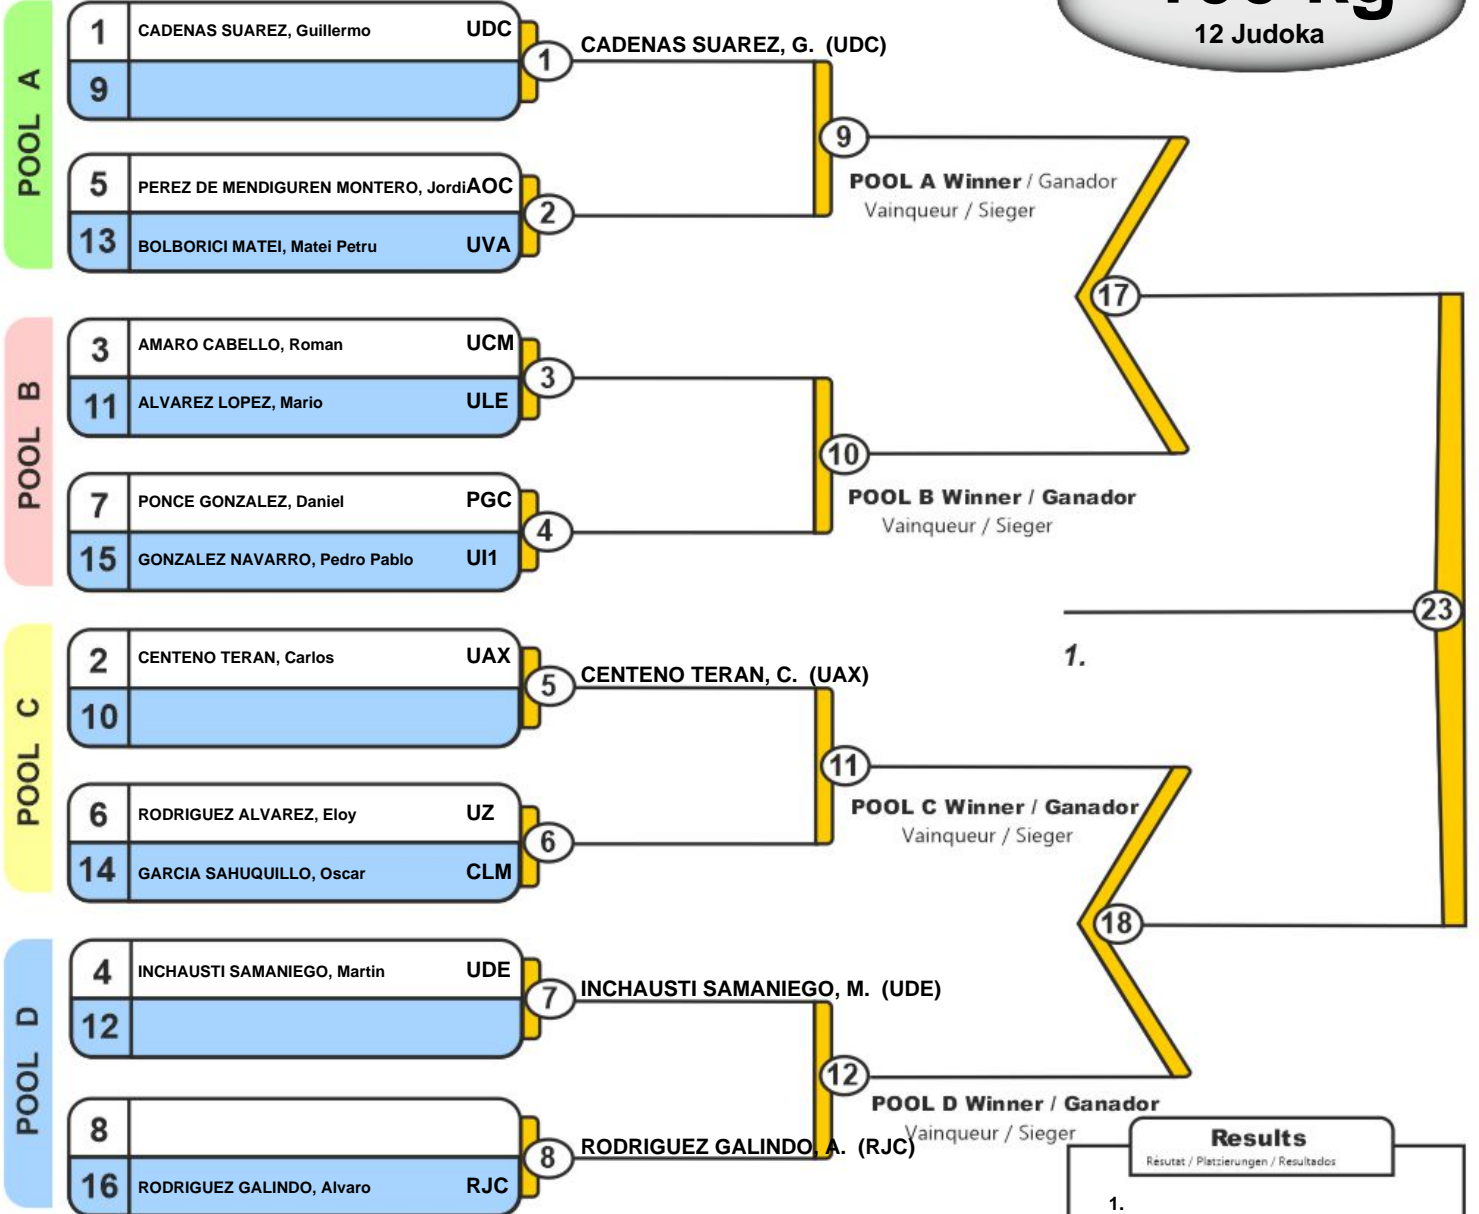 12 Judoka
POOL A
1 CADENAS SUAREZ, Guillermo UDC
9
1
CADENAS SUAREZ, G. (UDC)
5 PEREZ DE MENDIGUREN MONTERO, Jordi AOC
13 BOLBORICI MATEI, Matei Petru UVA
2
9
POOL A Winner / Ganador
Vainqueur / Sieger
POOL B
3 AMARO CABELLO, Roman UCM
11 ALVAREZ LOPEZ, Mario ULE
3
7 PONCE GONZALEZ, Daniel PGC
15 GONZALEZ NAVARRO, Pedro Pablo UI1
4
10
POOL B Winner / Ganador
Vainqueur / Sieger
17
23
1.
POOL C
2 CENTENO TERAN, Carlos UAX
10
5
CENTENO TERAN, C. (UAX)
6 RODRIGUEZ ALVAREZ, Eloy UZ
14 GARCIA SAHUQUILLO, Oscar CLM
6
11
POOL C Winner / Ganador
Vainqueur / Sieger
18
POOL D
4 INCHAUSTI SAMANIEGO, Martin UDE
12
7
INCHAUSTI SAMANIEGO, M. (UDE)
8
16 RODRIGUEZ GALINDO, Alvaro RJC
8
RODRIGUEZ GALINDO, A. (RJC)
12
POOL D Winner / Ganador
Vainqueur / Sieger
Results
Résutat / Platzierungen / Resultados
1.